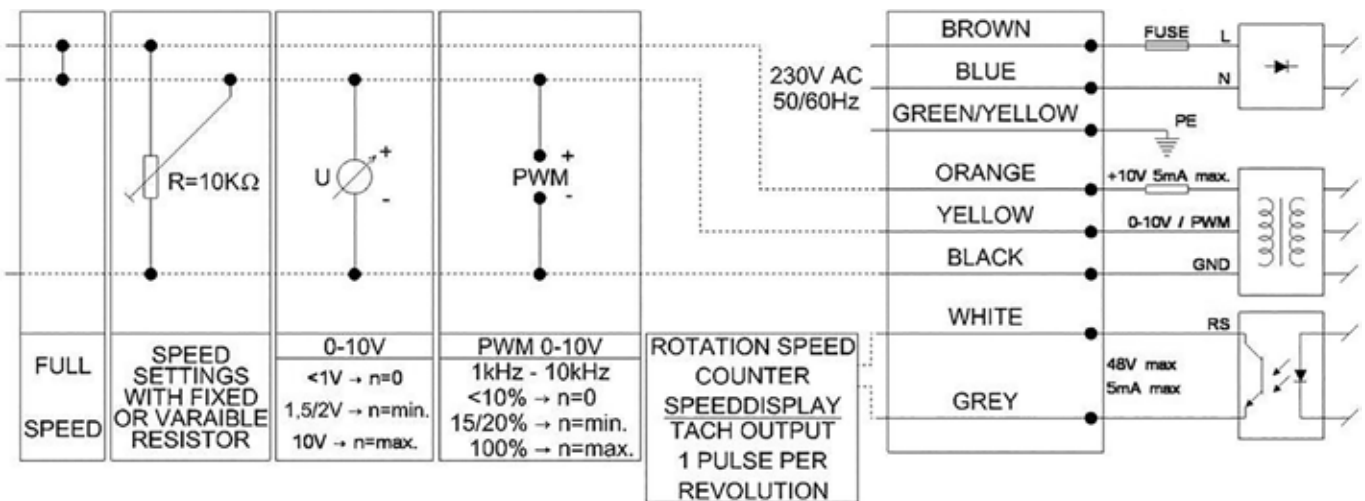 FULL
SPEED
R=10KΩ
SPEED
SETTINGS
WITH FIXED
OR VARAIBLE
RESISTOR
U
+
-
0-10V
<1V → n=0
1,5/2V → n=min.
10V → n=max.
+
PWM
-
PWM 0-10V
1kHz - 10kHz
<10% → n=0
15/20% → n=min.
100% → n=max.
ROTATION SPEED
COUNTER
SPEEDDISPLAY
TACH OUTPUT
1 PULSE PER
REVOLUTION
230V AC
50/60Hz
BROWN
BLUE
GREEN/YELLOW
ORANGE
YELLOW
BLACK
WHITE
GREY
FUSE
L
N
PE
+10V 5mA max.
0-10V / PWM
GND
RS
48V max
5mA max